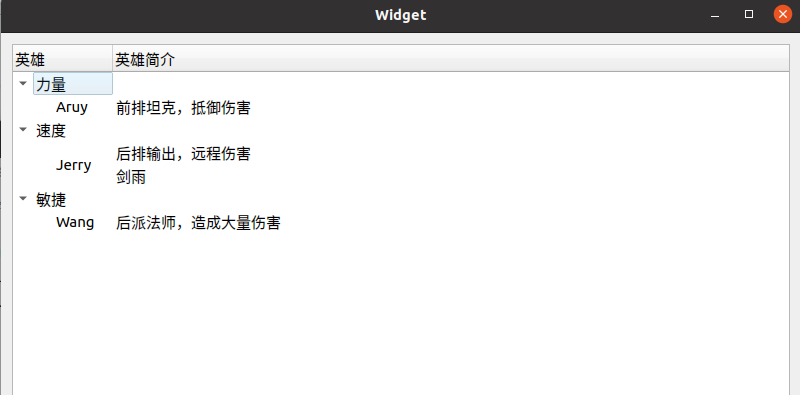 Widget
英雄 英雄简介
力量
Aruy 前排坦克，抵御伤害
速度
Jerry 后排输出，远程伤害
剑雨
敏捷
Wang 后派法师，造成大量伤害